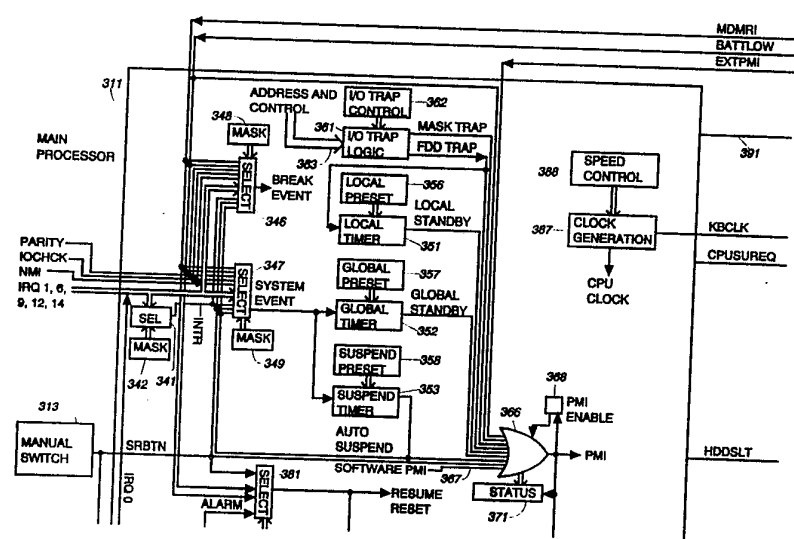 MDMRI
BATTLOW
EXTPMI
311
MAIN
PROCESSOR
ADDRESS AND
CONTROL
348
MASK
I/O TRAP
CONTROL
362
361
I/O TRAP
LOGIC
363
MASK TRAP
FDD TRAP
391
SELECT
BREAK
EVENT
346
LOCAL
PRESET
356
LOCAL
STANDBY
LOCAL
TIMER
351
388
SPEED
CONTROL
387
CLOCK
GENERATION
KBCLK
CPUSUREQ
CPU
CLOCK
PARITY
IOCHCK
NMI
IRQ 1, 6,
9, 12, 14
347
SELECT
SYSTEM
EVENT
GLOBAL
PRESET
357
GLOBAL
STANDBY
GLOBAL
TIMER
352
SEL
MASK
342
341
INTR
MASK
349
SUSPEND
PRESET
358
SUSPEND
TIMER
353
366
368
PMI
ENABLE
313
MANUAL
SWITCH
SRBTN
AUTO
SUSPEND
SOFTWARE PMI
367
PMI
HDDSLT
IRQ 0
381
SELECT
ALARM
RESUME
RESET
STATUS
371